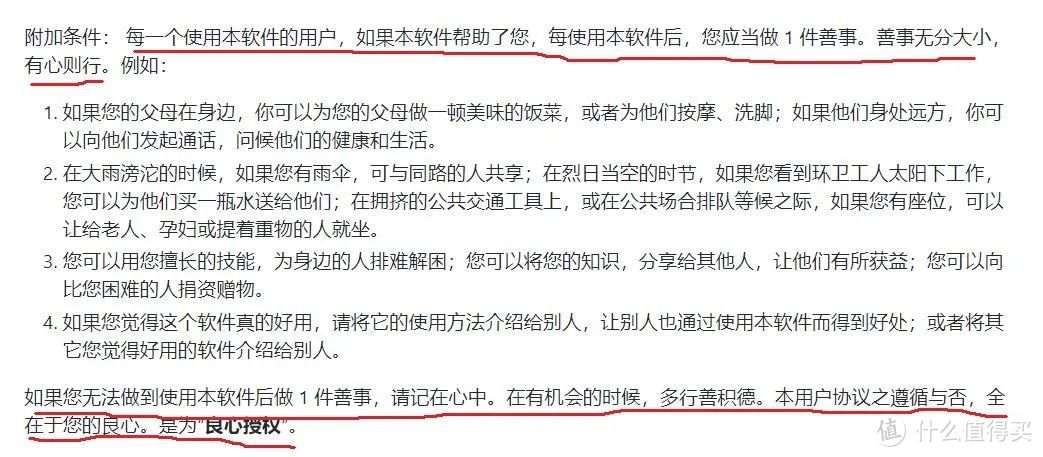 附加条件： 每一个使用本软件的用户，如果本软件帮助了您，每使用本软件后，您应当做 1 件善事。善事无分大小，
有心则行。例如：
1. 如果您的父母在身边，你可以为您的父母做一顿美味的饭菜，或者为他们按摩、洗脚；如果他们身处远方，你可
以向他们发起通话，问候他们的健康和生活。
2. 在大雨滂沱的时候，如果您有雨伞，可与同路的人共享；在烈日当空的时节，如果您看到环卫工人太阳下工作，
您可以为他们买一瓶水送给他们；在拥挤的公共交通工具上，或在公共场合排队等候之际，如果您有座位，可以
让给老人、孕妇或提着重物的人就坐。
3. 您可以用您擅长的技能，为身边的人排难解困；您可以将您的知识，分享给其他人，让他们有所获益；您可以向
比您困难的人捐资赠物。
4. 如果您觉得这个软件真的好用，请将它的使用方法介绍给别人，让别人也通过使用本软件而得到好处；或者将其
它您觉得好用的软件介绍给别人。
如果您无法做到使用本软件后做 1 件善事，请记在心中。在有机会的时候，多行善积德。本用户协议之遵循与否，全
在于您的良心。是为“良心授权”。
值 什么值得买